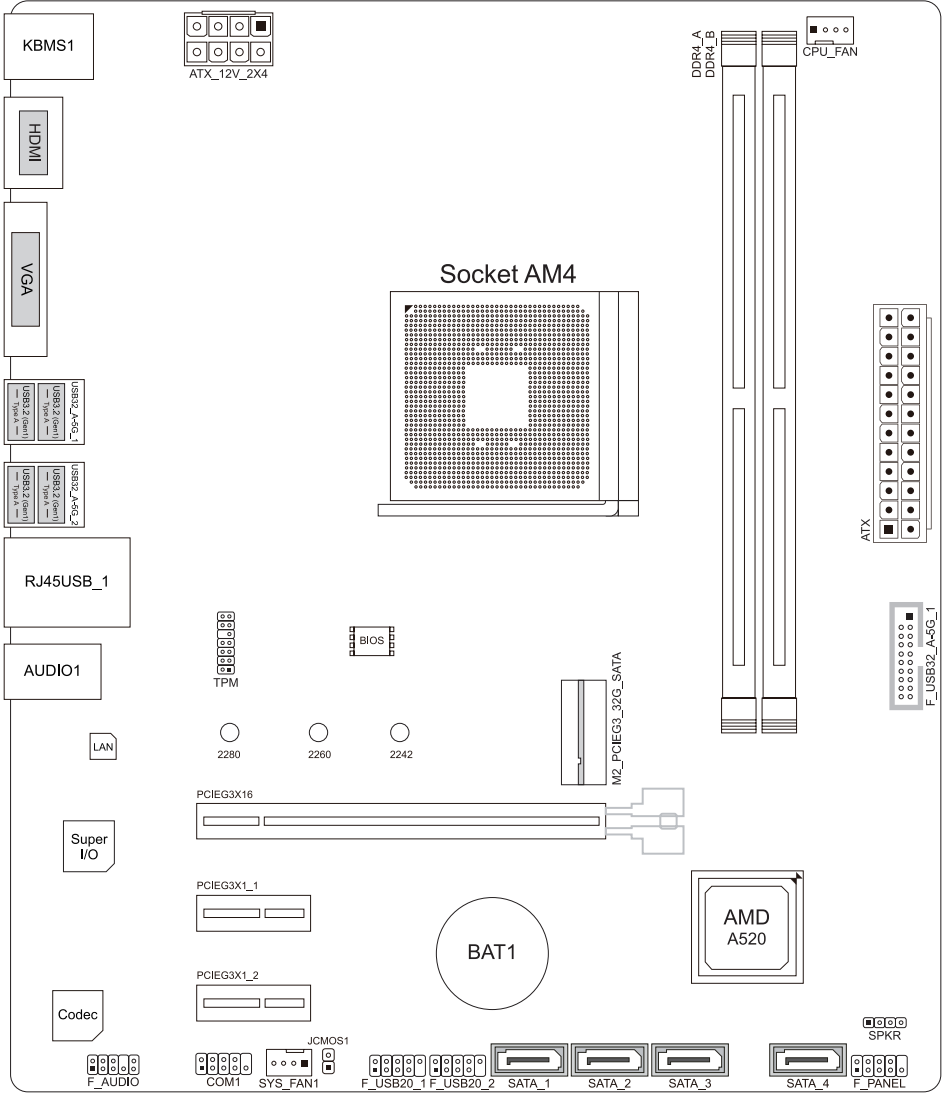 KBMS1
ATX_12V_2X4
DDR4_A
DDR4_B
CPU_FAN
HDMI
VGA
Socket AM4
USB32_A-5G_1
USB3.2 (Gen1)
Type A
USB3.2 (Gen1)
Type A
USB32_A-5G_2
USB3.2 (Gen1)
Type A
USB3.2 (Gen1)
Type A
ATX
RJ45USB_1
F_USB32_A-5G_1
TPM
BIOS
AUDIO1
M2_PCIEG3_32G_SATA
LAN
2280
2260
2242
PCIEG3X16
Super
I/O
PCIEG3X1_1
AMD
A520
BAT1
PCIEG3X1_2
Codec
SPKR
JCMOS1
F_AUDIO
COM1
SYS_FAN1
F_USB20_1
F_USB20_2
SATA_1
SATA_2
SATA_3
SATA_4
F_PANEL